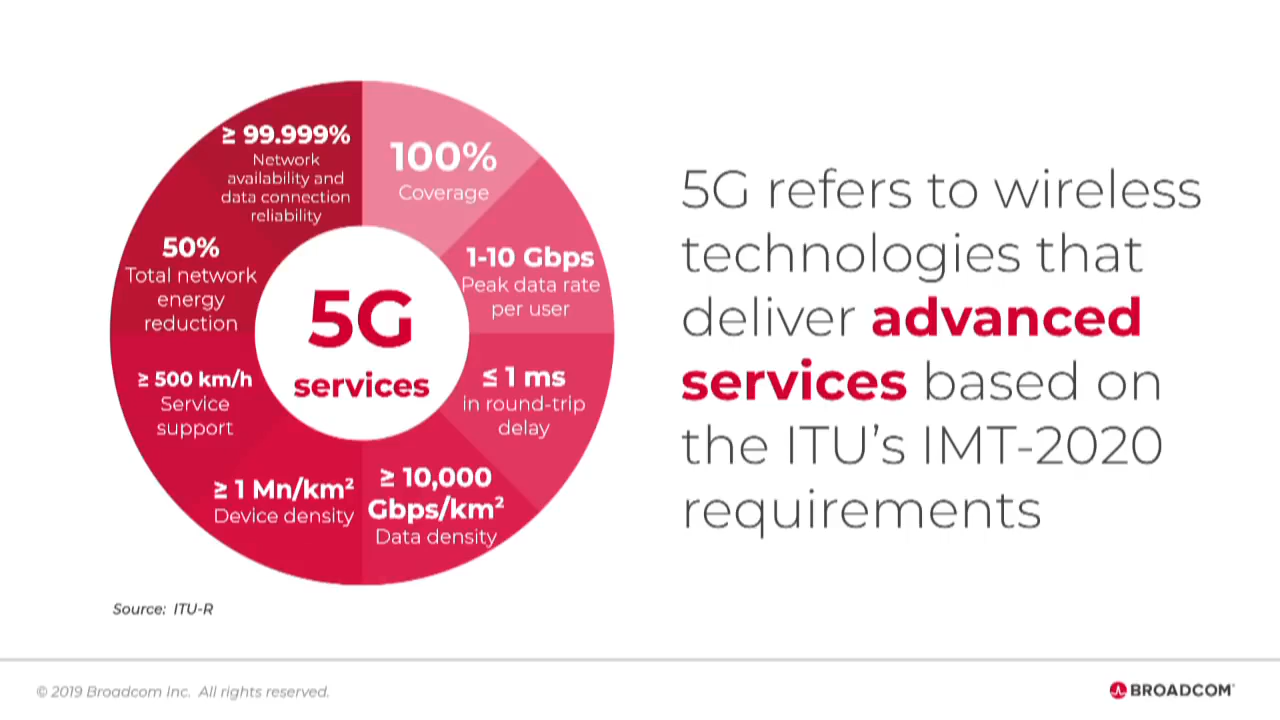 ≥ 99.999%
Network
availability and
data connection
reliability
100%
Coverage
50%
Total network
energy
reduction
1-10 Gbps
Peak data rate
per user
5G
services
≥ 500 km/h
Service
support
≤ 1 ms
in round-trip
delay
≥ 1 Mn/km²
Device density
≥ 10,000
Gbps/km²
Data density
5G refers to wireless
technologies that
deliver advanced
services based on
the ITU’s IMT-2020
requirements
Source: ITU-R
© 2019 Broadcom Inc. All rights reserved.
BROADCOM